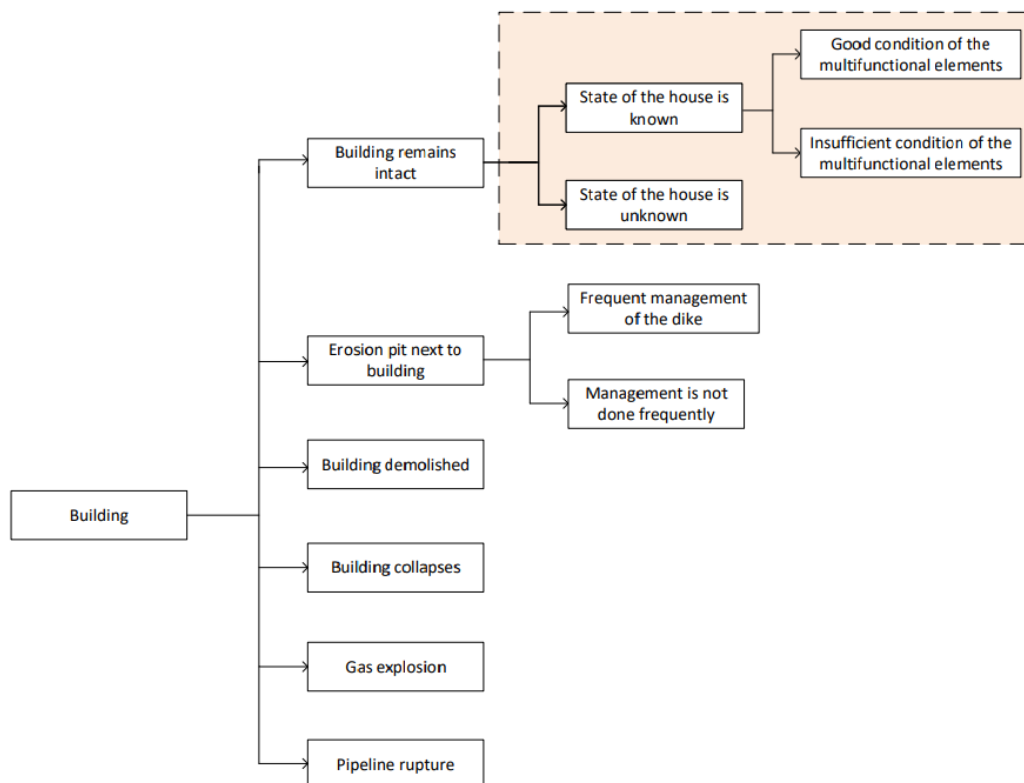 Good condition of the
multifunctional elements
State of the house is
known
Building remains
intact
Insufficient condition of the
multifunctional elements
State of the house is
unknown
Frequent management
of the dike
Erosion pit next to
building
Management is not
done frequently
Building demolished
Building
Building collapses
Gas explosion
Pipeline rupture